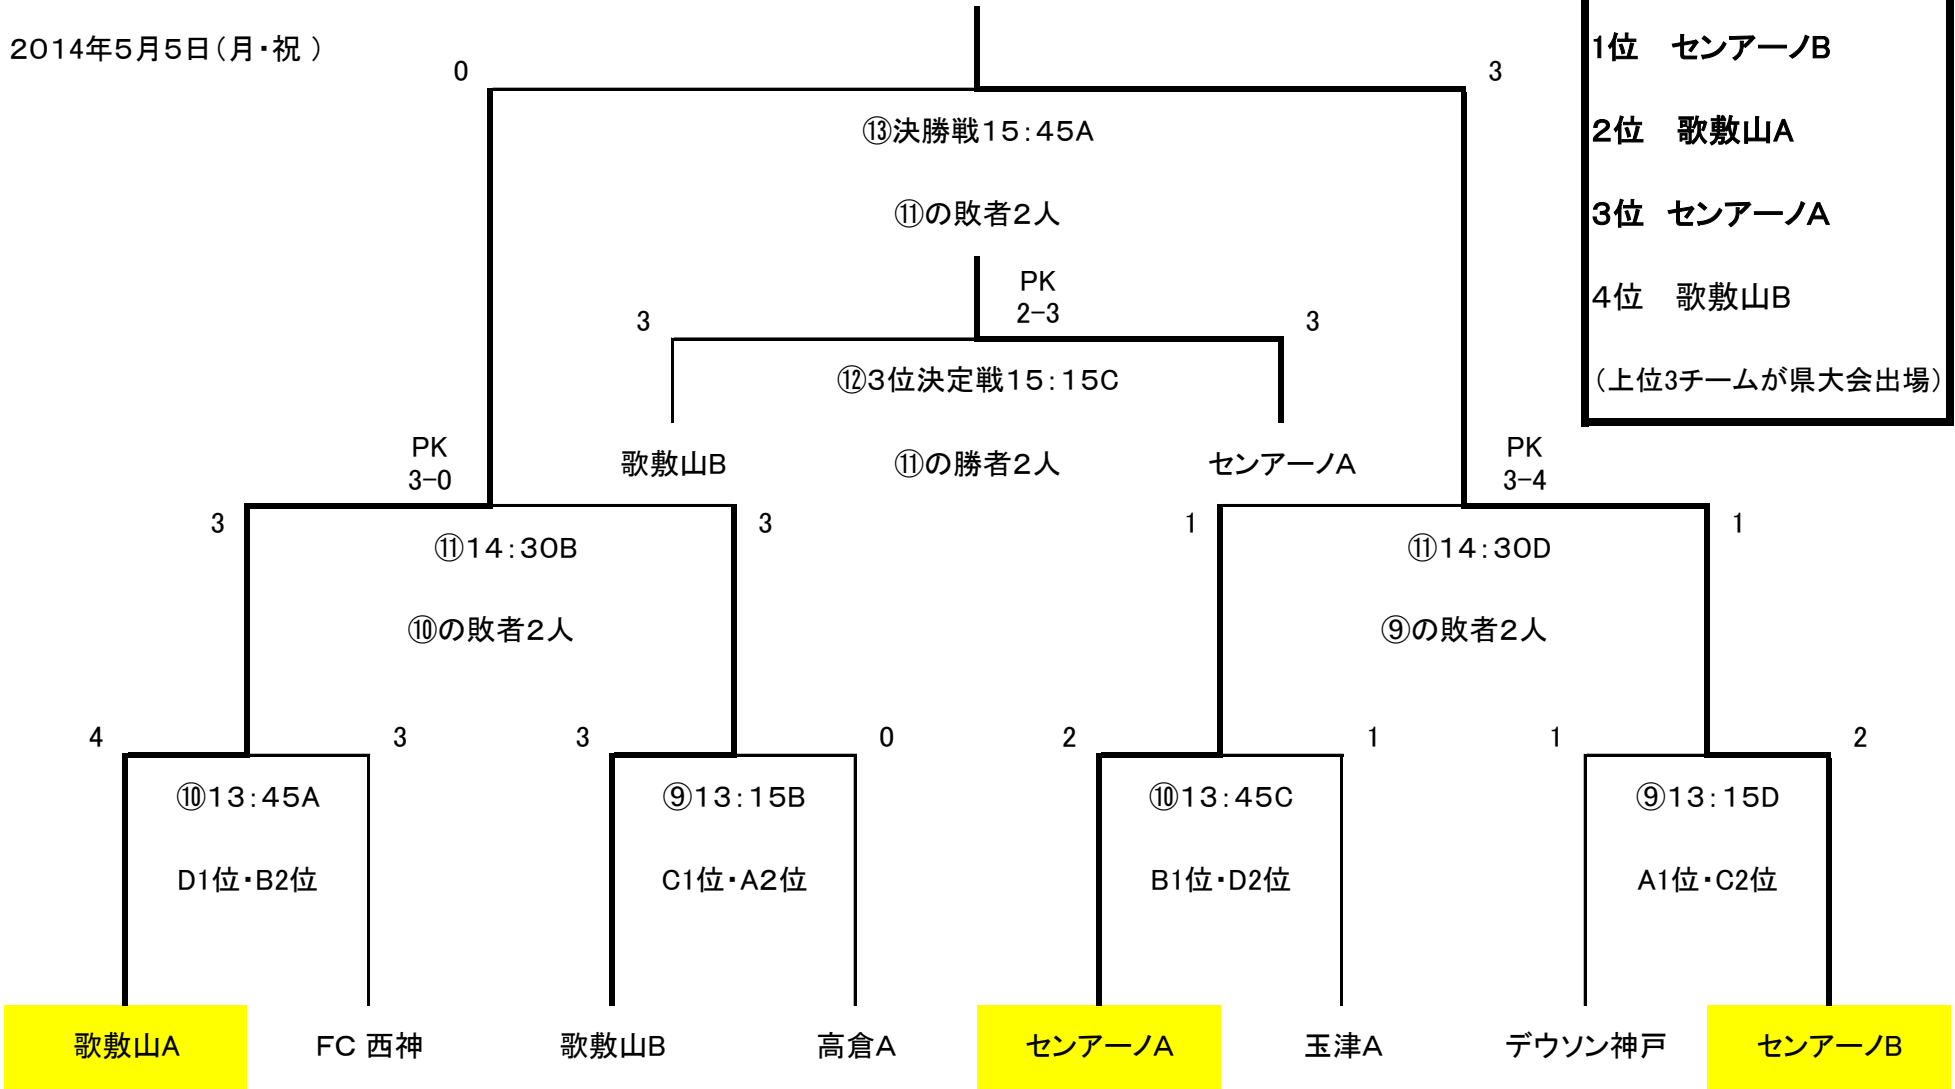 2014年5月5日(月・祝 )
0
3
⑬決勝戦15:45A
⑪の敗者2人
1位 センアーノB
2位 歌敷山A
3位 センアーノA
4位 歌敷山B
(上位3チームが県大会出場)
PK
2-3
3
3
⑫3位決定戦15:15C
歌敷山B
⑪の勝者2人
センアーノA
PK
3-0
PK
3-4
3
3
1
1
⑪14:30B
⑪14:30D
⑩の敗者2人
⑨の敗者2人
4
3
3
0
2
1
1
2
⑩13:45A
⑨13:15B
⑩13:45C
⑨13:15D
D1位・B2位
C1位・A2位
B1位・D2位
A1位・C2位
歌敷山A
FC 西神
歌敷山B
高倉A
センアーノA
玉津A
デウソン神戸
センアーノB